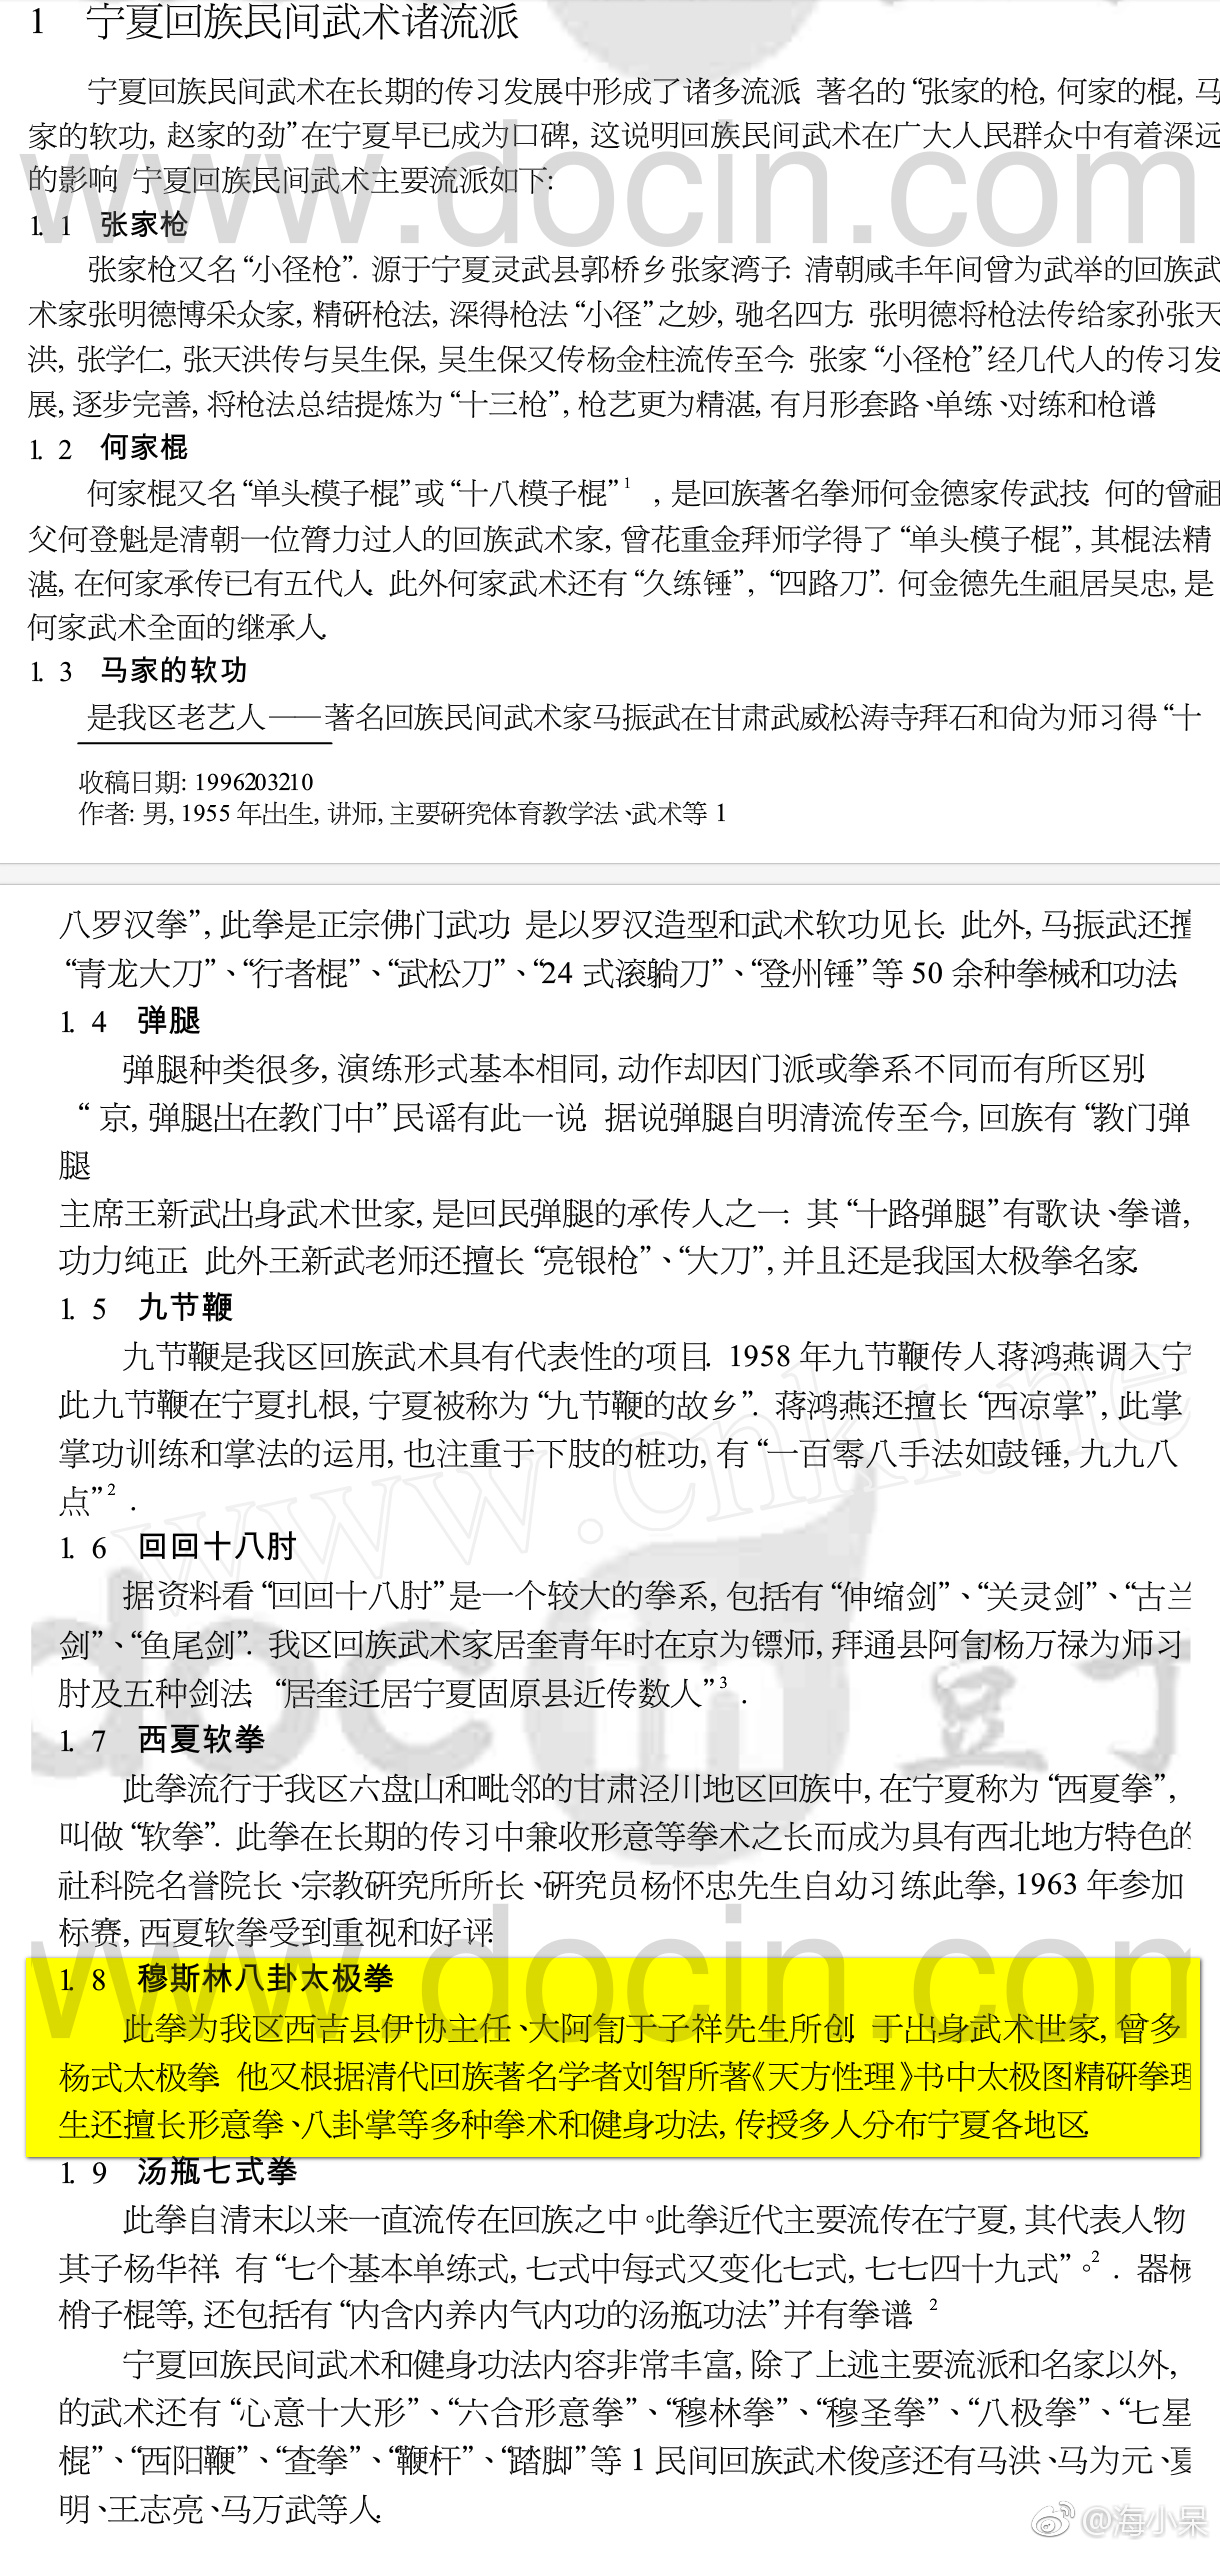 1 宁夏回族民间武术诸流派
宁夏回族民间武术在长期的传习发展中形成了诸多流派. 著名的“张家的枪, 何家的棍, 马
家的软功, 赵家的劲”在宁夏早已成为口碑, 这说明回族民间武术在广大人民群众中有着深远
的影响. 宁夏回族民间武术主要流派如下:
1. 1 张家枪
张家枪又名“小径枪”. 源于宁夏灵武县郭桥乡张家湾子. 清朝咸丰年间曾为武举的回族武
术家张明德博采众家, 精研枪法, 深得枪法“小径”之妙, 驰名四方. 张明德将枪法传给家孙张天
洪, 张学仁, 张天洪传与吴生保, 吴生保又传杨金柱流传至今. 张家“小径枪”经几代人的传习发
展, 逐步完善, 将枪法总结提炼为“十三枪”, 枪艺更为精湛, 有月形套路、单练、对练和枪谱.
1. 2 何家棍
何家棍又名“单头模子棍”或“十八模子棍”1 , 是回族著名拳师何金德家传武技. 何的曾祖
父何登魁是清朝一位膂力过人的回族武术家, 曾花重金拜师学得了“单头模子棍”, 其棍法精
湛, 在何家承传已有五代人. 此外何家武术还有“久练锤”, “四路刀”. 何金德先生祖居吴忠, 是
何家武术全面的继承人.
1. 3 马家的软功
是我区老艺人——著名回族民间武术家马振武在甘肃武威松涛寺拜石和尚为师习得“十
收稿日期: 1996203210
作者: 男, 1955 年出生, 讲师, 主要研究体育教学法、武术等 1
八罗汉拳”, 此拳是正宗佛门武功. 是以罗汉造型和武术软功见长. 此外, 马振武还擅
“青龙大刀”、“行者棍”、“武松刀”、“24 式滚躺刀”、“登州锤”等 50 余种拳械和功法.
1. 4 弹腿
弹腿种类很多, 演练形式基本相同, 动作却因门派或拳系不同而有所区别.
“ 京, 弹腿出在教门中”民谣有此一说. 据说弹腿自明清流传至今, 回族有“教门弹
腿
主席王新武出身武术世家, 是回民弹腿的承传人之一. 其“十路弹腿”有歌诀、拳谱,
功力纯正. 此外王新武老师还擅长“亮银枪”、“大刀”, 并且还是我国太极拳名家.
1. 5 九节鞭
九节鞭是我区回族武术具有代表性的项目. 1958 年九节鞭传人蒋鸿燕调入宁
此九节鞭在宁夏扎根, 宁夏被称为“九节鞭的故乡”. 蒋鸿燕还擅长“西凉掌”, 此掌
掌功训练和掌法的运用, 也注重于下肢的桩功, 有“一百零八手法如鼓锤, 九九八
点”2 .
1. 6 回回十八肘
据资料看“回回十八肘”是一个较大的拳系, 包括有“伸缩剑”、“关灵剑”、“古兰
剑”、“鱼尾剑”. 我区回族武术家居奎青年时在京为镖师, 拜通县阿訇杨万禄为师习
肘及五种剑法. “居奎迁居宁夏固原县近传数人”3 .
1. 7 西夏软拳
此拳流行于我区六盘山和毗邻的甘肃泾川地区回族中, 在宁夏称为“西夏拳”,
叫做“软拳”. 此拳在长期的传习中兼收形意等拳术之长而成为具有西北地方特色的
社科院名誉院长、宗教研究所所长、研究员杨怀忠先生自幼习练此拳, 1963 年参加
标赛, 西夏软拳受到重视和好评.
1. 8 穆斯林八卦太极拳
此拳为我区西吉县伊协主任、大阿訇于子祥先生所创. 于出身武术世家, 曾多
杨式太极拳. 他又根据清代回族著名学者刘智所著《天方性理》书中太极图精研拳理
生还擅长形意拳、八卦掌等多种拳术和健身功法, 传授多人分布宁夏各地区.
1. 9 汤瓶七式拳
此拳自清末以来一直流传在回族之中。此拳近代主要流传在宁夏, 其代表人物
其子杨华祥. 有“七个基本单练式, 七式中每式又变化七式, 七七四十九式”。2 . 器械
梢子棍等, 还包括有“内含内养内气内功的汤瓶功法”并有拳谱. 2
宁夏回族民间武术和健身功法内容非常丰富, 除了上述主要流派和名家以外,
的武术还有“心意十大形”、“六合形意拳”、“穆林拳”、“穆圣拳”、“八极拳”、“七星
棍”、“西阳鞭”、“查拳”、“鞭杆”、“踏脚”等 1 民间回族武术俊彦还有马洪、马为元、夏
明、王志亮、马万武等人.
www.docin.com
www.cnki.ne
docin 豆丁
www.docin.com
@海小呆